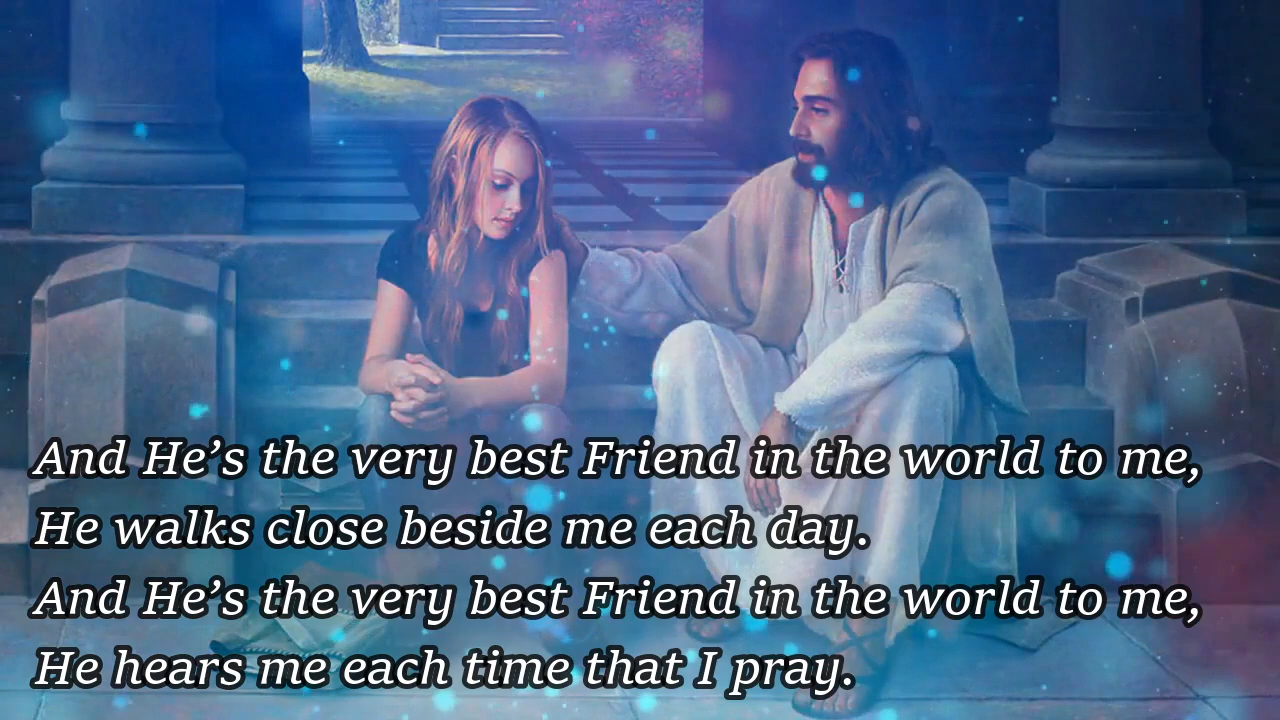 And He’s the very best Friend in the world to me,
He walks close beside me each day.
And He’s the very best Friend in the world to me,
He hears me each time that I pray.